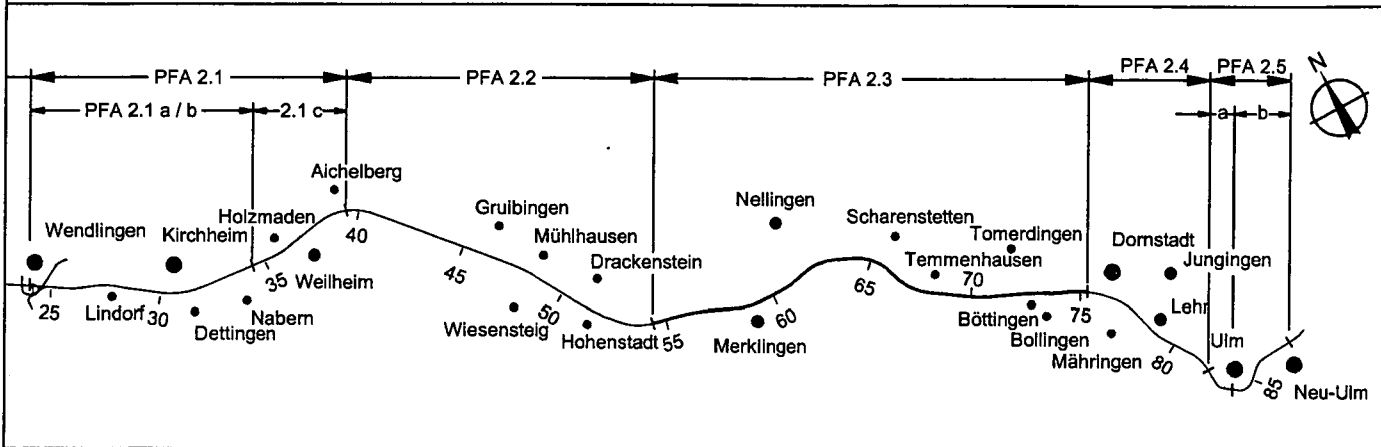 PFA 2.1
PFA 2.2
PFA 2.3
PFA 2.4
PFA 2.5
N
PFA 2.1 a / b
2.1 c
a
b
Aichelberg
Wendlingen
Kirchheim
Holzmaden
Weilheim
Lindorf
Dettingen
Nabern
Gruibingen
Mühlhausen
Drackenstein
Wiesensteig
Hohenstadt
Nellingen
Merklingen
Scharenstetten
Temmenhausen
Tomerdingen
Böttingen
Bollingen
Mähringen
Dornstadt
Jungingen
Lehr
Ulm
Neu-Ulm
25
30
35
40
45
50
55
60
65
70
75
80
85